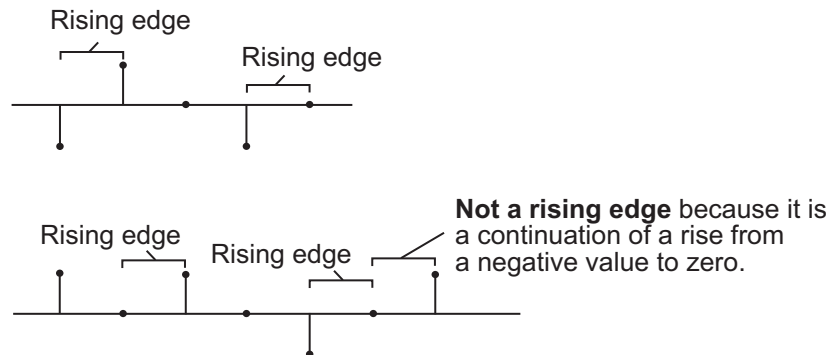 Rising edge
Rising edge
Not a rising edge because it is
a continuation of a rise from
a negative value to zero.
Rising edge
Rising edge